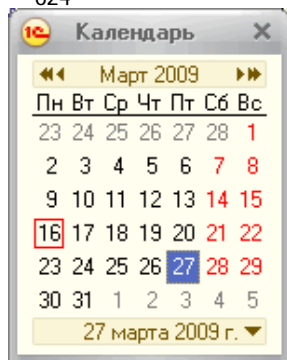 624
1С Календарь
Март 2009
Пн Вт Ср Чт Пт Сб Вс
23 24 25 26 27 28 1
2 3 4 5 6 7 8
9 10 11 12 13 14 15
16 17 18 19 20 21 22
23 24 25 26 27 28 29
30 31 1 2 3 4 5
27 марта 2009 г.